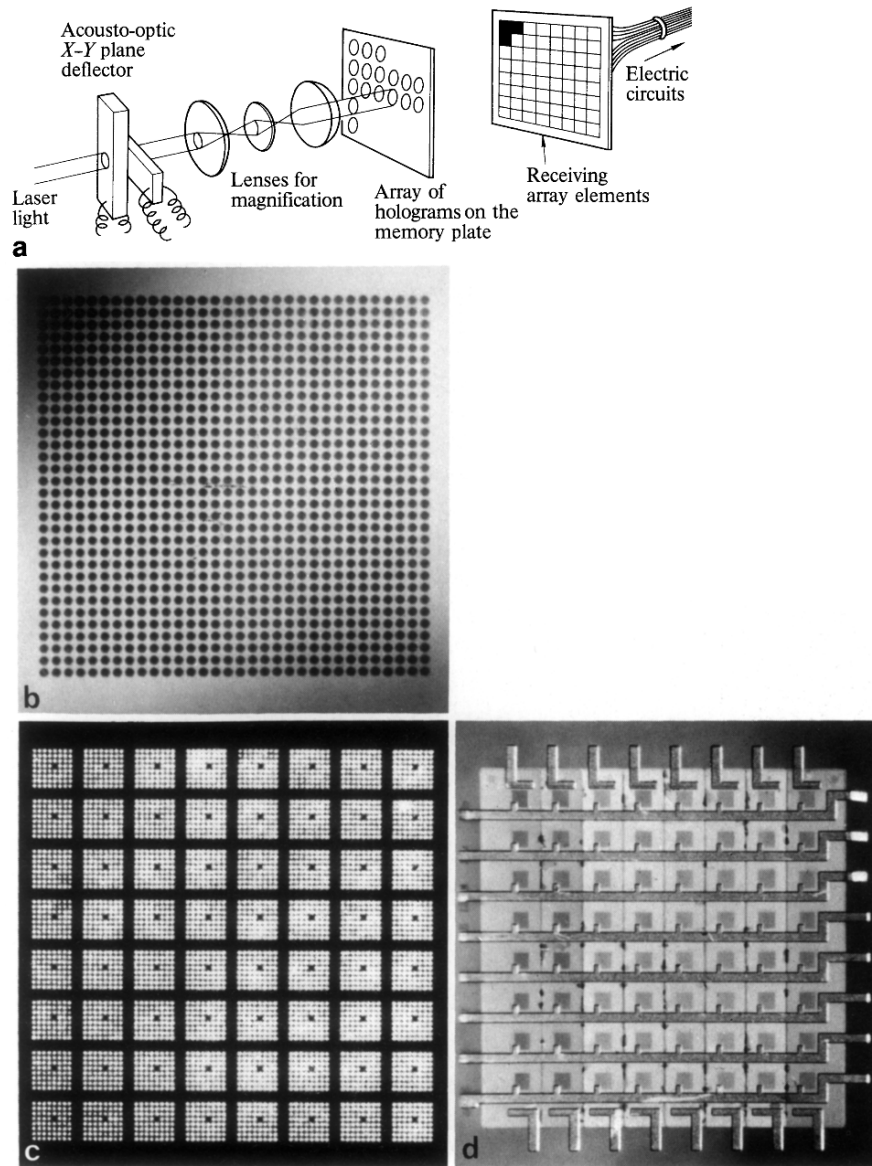 Acousto-optic
X-Y plane
deflector
Laser
light
Lenses for
magnification
Array of
holograms on the
memory plate
Receiving
array elements
Electric
circuits
a
b
c
d